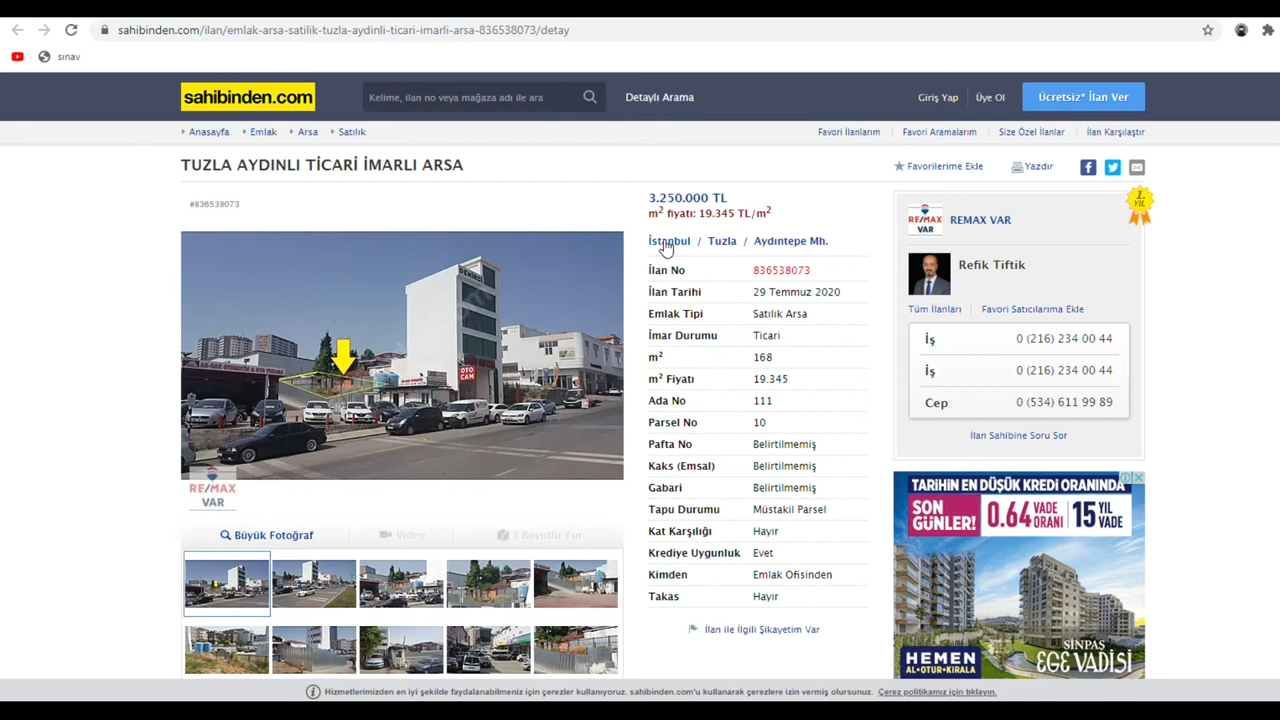 sahibinden.com/ilan/emlak-arsa-satilik-tuzla-aydinli-ticari-imarli-arsa-836538073/detay
sınav
sahibinden.com
Kelime, ilan no veya mağaza adı ile ara
Detaylı Arama
Giriş Yap
Üye Ol
Ücretsiz* İlan Ver
Anasayfa
Emlak
Arsa
Satılık
Favori İlanlarım
Favori Aramalarım
Size Özel İlanlar
İlan Karşılaştır
TUZLA AYDINLI TİCARİ İMARLI ARSA
Favorilerime Ekle
Yazdır
#836538073
DEMİRCİ
OTO CAM
RE/MAX
VAR
Büyük Fotoğraf
Video
3 Boyutlu Tur
3.250.000 TL
m² fiyatı: 19.345 TL/m²
İstanbul / Tuzla / Aydıntepe Mh.
İlan No 836538073
İlan Tarihi 29 Temmuz 2020
Emlak Tipi Satılık Arsa
İmar Durumu Ticari
m² 168
m² Fiyatı 19.345
Ada No 111
Parsel No 10
Pafta No Belirtilmemiş
Kaks (Emsal) Belirtilmemiş
Gabari Belirtilmemiş
Tapu Durumu Müstakil Parsel
Kat Karşılığı Hayır
Krediye Uygunluk Evet
Kimden Emlak Ofisinden
Takas Hayır
İlan ile İlgili Şikayetim Var
1.
YIL
RE/MAX
VAR
REMAX VAR
Refik Tiftik
Tüm İlanları
Favori Satıcılarıma Ekle
İş 0 (216) 234 00 44
İş 0 (216) 234 00 44
Cep 0 (534) 611 99 89
İlan Sahibine Soru Sor
TARİHİN EN DÜŞÜK KREDİ ORANINDA
SON
GÜNLER!
0.64 VADE ORANI
15 YIL VADE
HEMEN
AL•OTUR•KİRALA
SİNPAŞ
EGE VADİSİ
Hizmetlerimizden en iyi şekilde faydalanabilmeniz için çerezler kullanıyoruz. sahibinden.com'u kullanarak çerezlere izin vermiş olursunuz. Çerez politikamız için tıklayın.